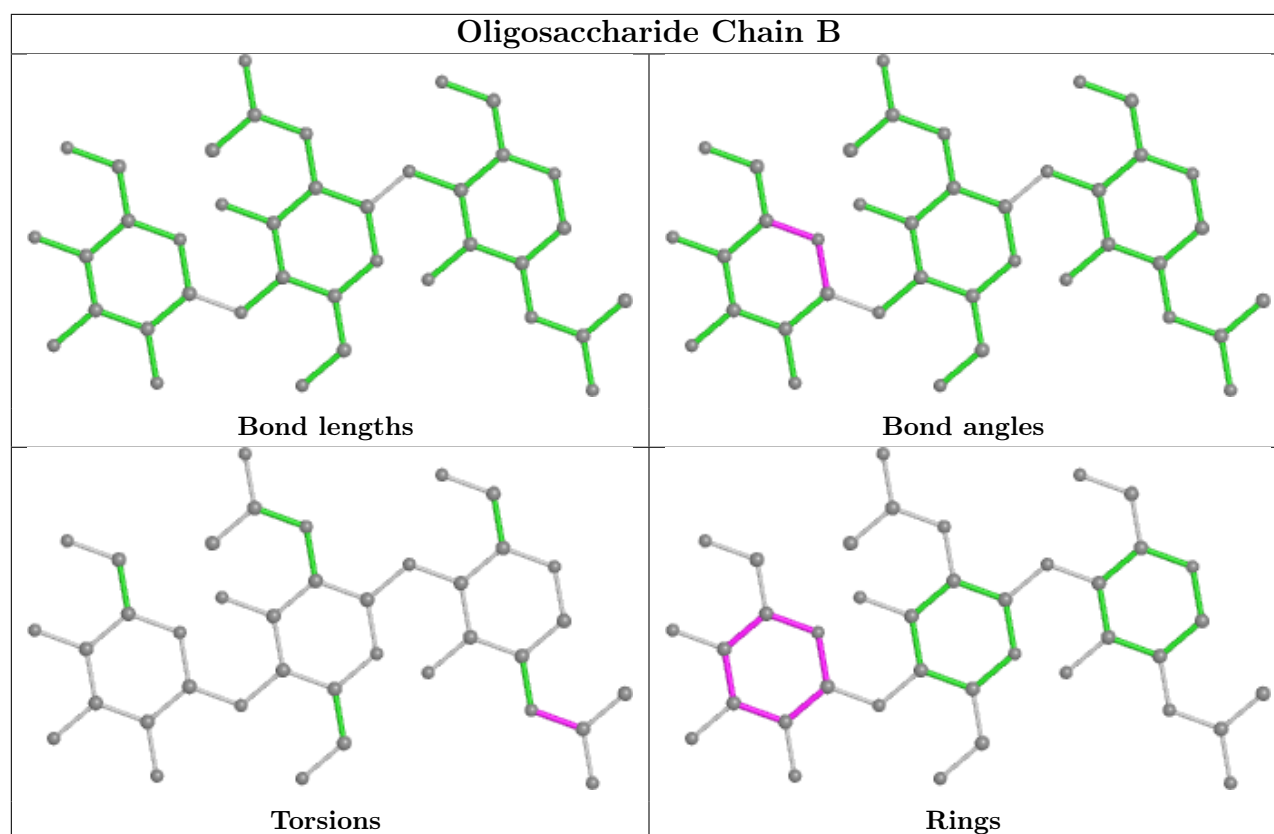 Oligosaccharide Chain B
Bond lengths
Bond angles
Torsions
Rings